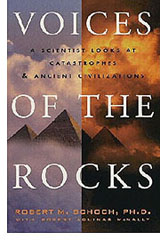 VOICES
A SCIENTIST LOOKS AT
CATASTROPHES
& ANCIENT CIVILIZATIONS
OF THE
ROCKS
ROBERT M. SCHOCH, PH.D.
WITH ROBERT AQUINAS MCNALLY